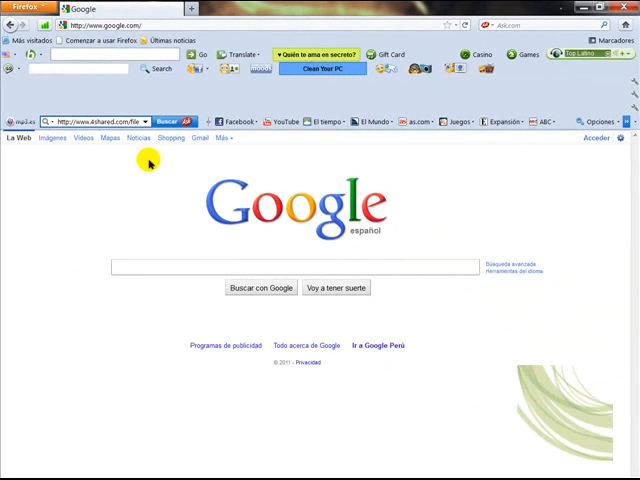 Firefox
Google
http://www.google.com/
Ask.com
Más visitados Comenzar a usar Firefox Últimas noticias Marcadores
Go Translate ¿Quién te ama en secreto? Gift Card Casino Games Top Latino
Search moods Clean Your PC
mp3.es http://www.4shared.com/file Buscar Facebook YouTube El tiempo El Mundo as.com Juegos Expansión ABC Opciones
La Web Imágenes Vídeos Mapas Noticias Shopping Gmail Más Acceder
Google
español
Búsqueda avanzada
Herramientas del idioma
Buscar con Google Voy a tener suerte
Programas de publicidad Todo acerca de Google Ir a Google Perú
© 2011 - Privacidad